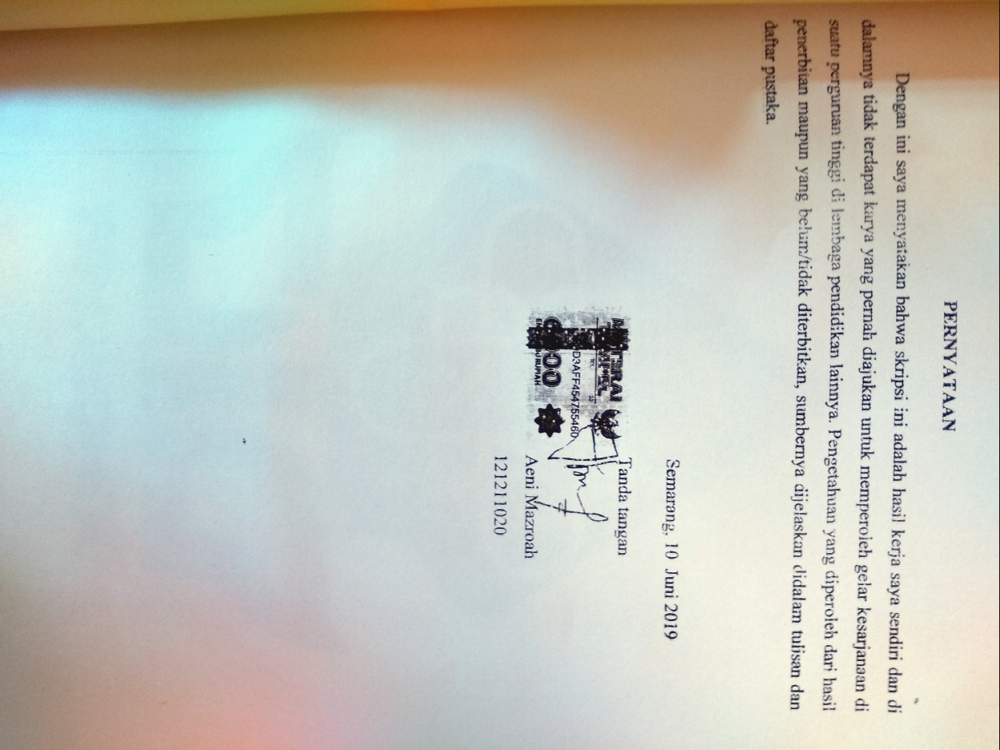 PERNYATAAN
Dengan ini saya menyatakan bahwa skripsi ini adalah hasil kerja saya sendiri dan di
dalamnya tidak terdapat karya yang pernah diajukan untuk memperoleh gelar kesarjanaan di
suatu perguruan tinggi di lembaga pendidikan lainnya. Pengetahuan yang diperoleh dari hasil
penerbitan maupun yang belum/tidak diterbitkan, sumbernya dijelaskan didalam tulisan dan
daftar pustaka.
Semarang, 10 Juni 2019
Tanda tangan
METERAI
TEMPEL
D3AFF454755460
6000
RUPIAH
Aeni Mazroah
121211020